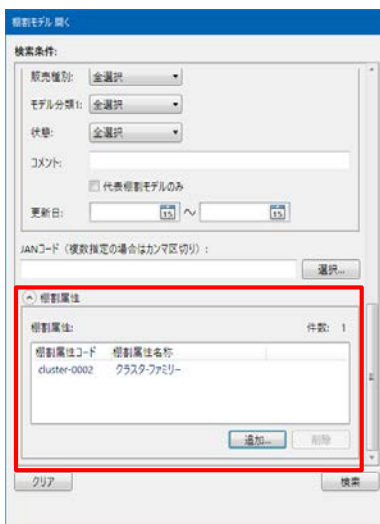 棚割モデル 開く
検索条件:
販売種別: 全選択
モデル分類1: 全選択
状態: 全選択
コメント:
代表棚割モデルのみ
更新日: 15 ～ 15
JANコード（複数指定の場合はカンマ区切り）:
選択...
棚割属性
棚割属性: 件数: 1
棚割属性コード 棚割属性名称
cluster-0002 クラスタ-ファミリー
追加... 削除
クリア 検索